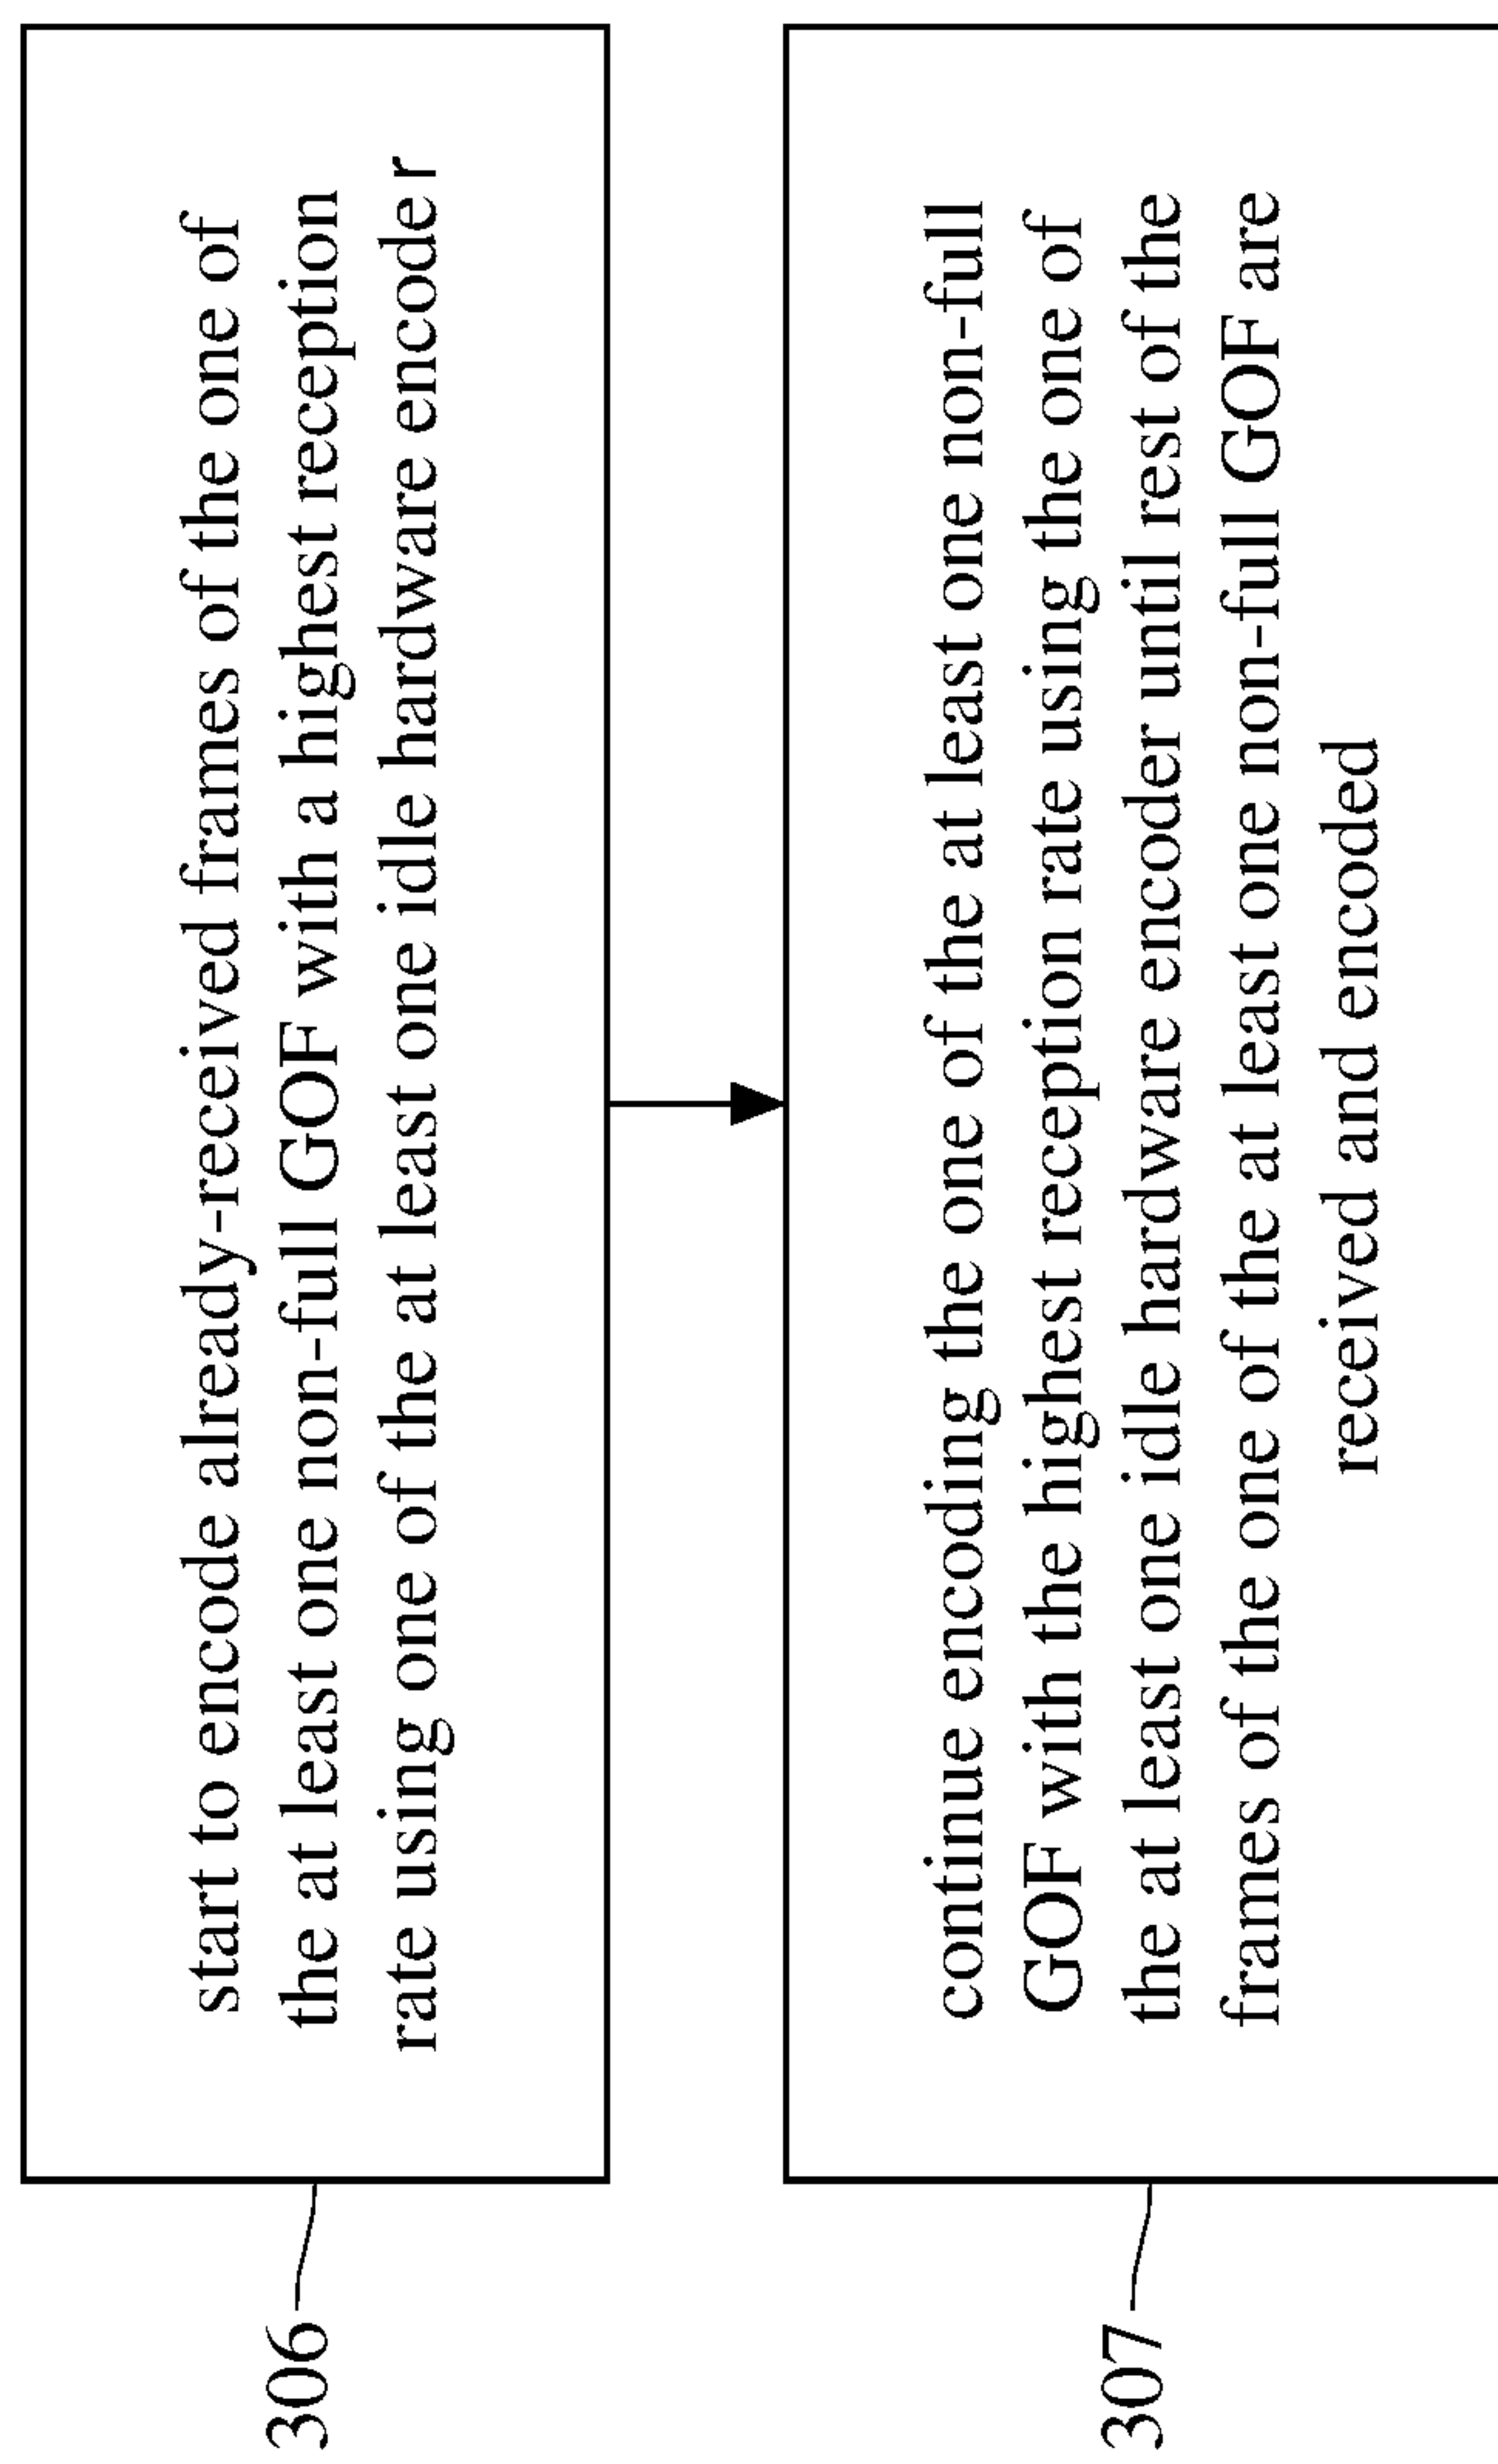 306
start to encode already-received frames of the one of
the at least one non-full GOF with a highest reception
rate using one of the at least one idle hardware encoder
307
continue encoding the one of the at least one non-full
GOF with the highest reception rate using the one of
the at least one idle hardware encoder until rest of the
frames of the one of the at least one non-full GOF are
received and encoded